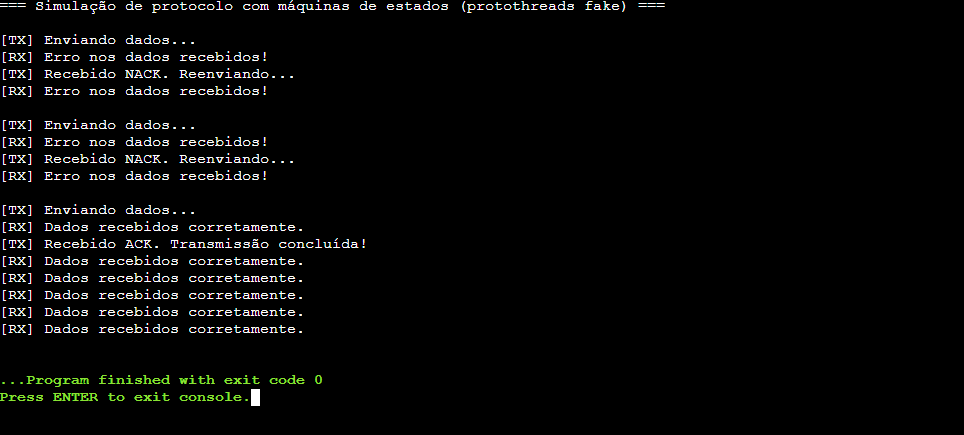 === Simulação de protocolo com máquinas de estados (protothreads fake) ===
[TX] Enviando dados...
[RX] Erro nos dados recebidos!
[TX] Recebido NACK. Reenviando...
[RX] Erro nos dados recebidos!
[TX] Enviando dados...
[RX] Erro nos dados recebidos!
[TX] Recebido NACK. Reenviando...
[RX] Erro nos dados recebidos!
[TX] Enviando dados...
[RX] Dados recebidos corretamente.
[TX] Recebido ACK. Transmissão concluída!
[RX] Dados recebidos corretamente.
[RX] Dados recebidos corretamente.
[RX] Dados recebidos corretamente.
[RX] Dados recebidos corretamente.
[RX] Dados recebidos corretamente.
...Program finished with exit code 0
Press ENTER to exit console.